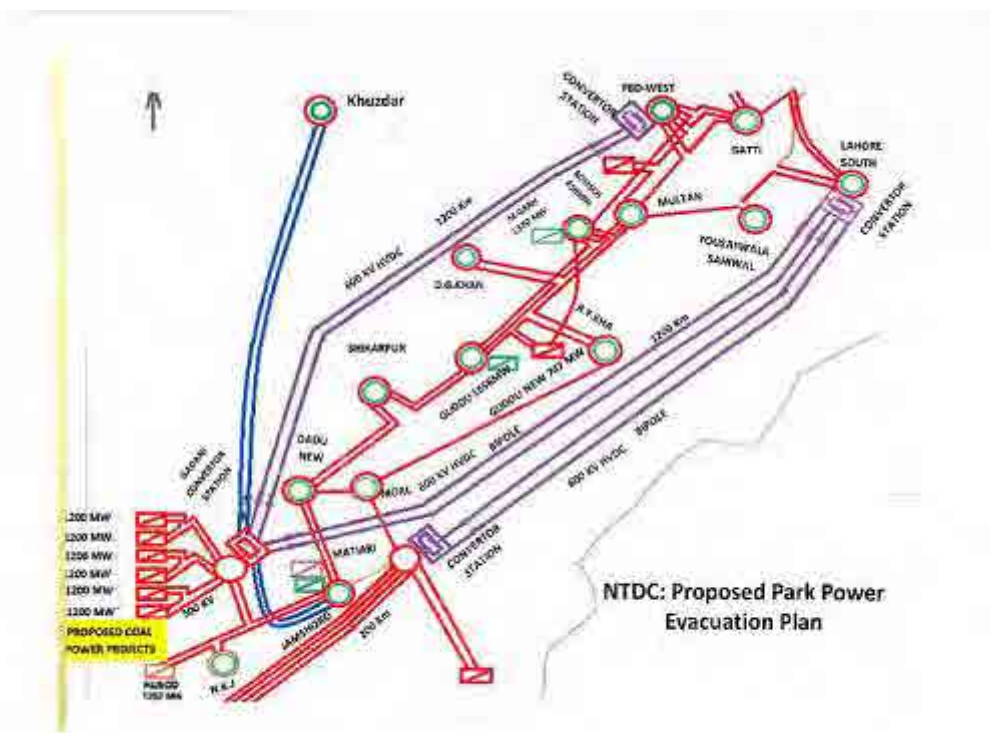 Khuzdar
CONVERTOR
STATION
FBD-WEST
GATTI
LAHORE
SOUTH
CONVERTOR
STATION
1200 Km
600 KV HVDC
MULTAN
YOUSAFWALA
SAHIWAL
D.G.KHAN
SHIKARPUR
GUDDU NEW 747 MW
1200 Km
DADU
NEW
MORE
600 KV HVDC BIPOLE
600 KV HVDC BIPOLE
GADANI
CONVERTOR
STATION
MATIARI
CONVERTOR
STATION
1200 MW
1200 MW
1200 MW
1200 MW
1200 MW
1200 MW
500 KV
JAMSHORO
200 Km
PROPOSED COAL
POWER PROJECTS
N.K.I
NTDC: Proposed Park Power
Evacuation Plan